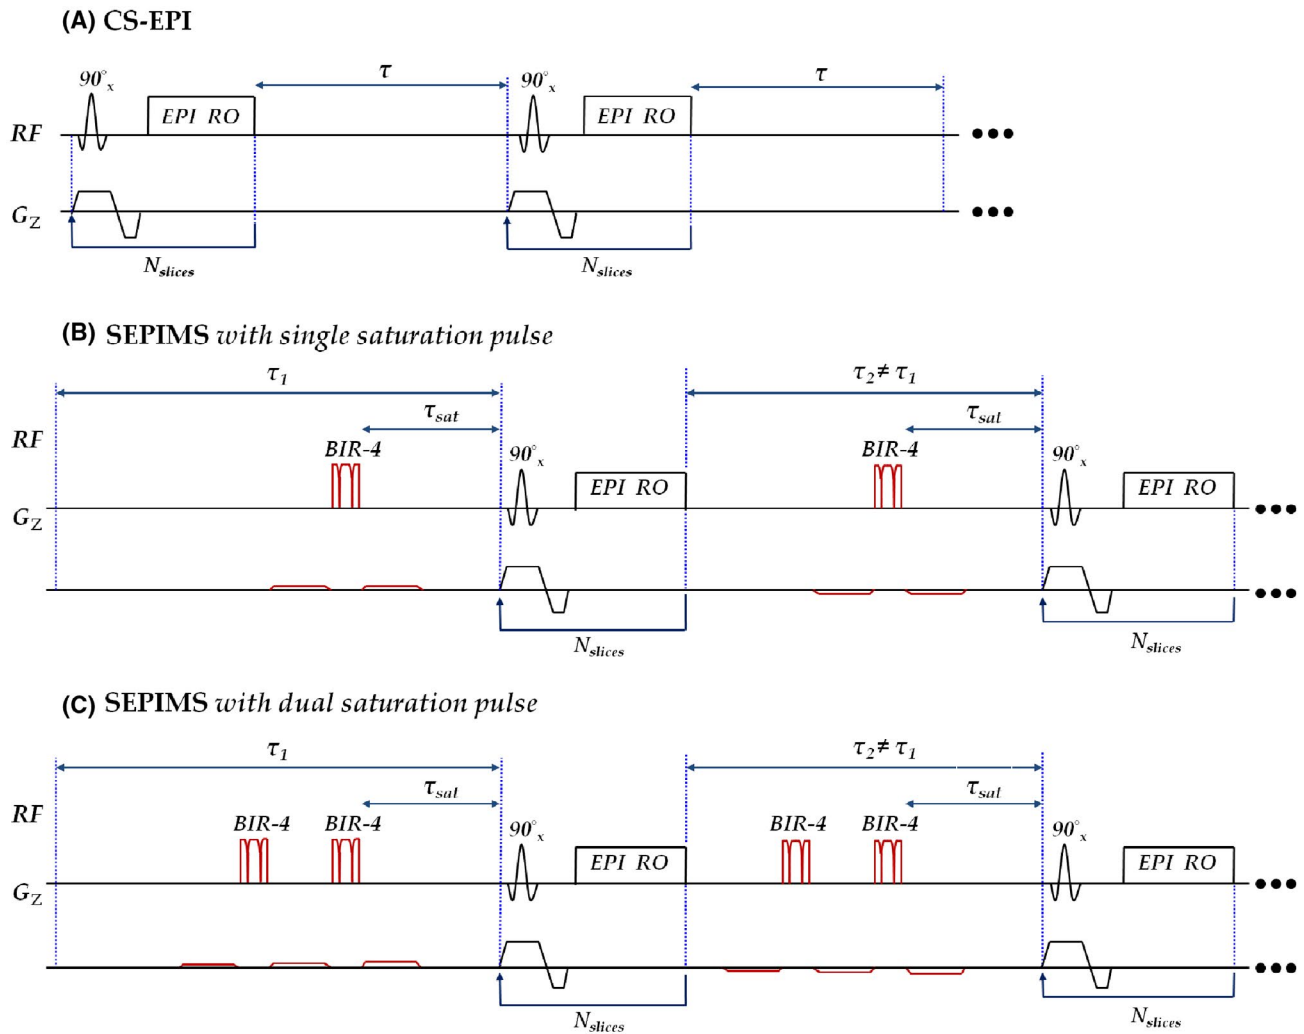 (A) CS-EPI
τ τ
90°x 90°x
EPI RO EPI RO
RF
GZ
Nslices Nslices
(B) SEPIMS with single saturation pulse
τ1 τ2 ≠ τ1
τsat τsat
RF
BIR-4 90°x BIR-4 90°x
EPI RO EPI RO
GZ
Nslices Nslices
(C) SEPIMS with dual saturation pulse
τ1 τ2 ≠ τ1
τsat τsat
RF
BIR-4 BIR-4 90°x BIR-4 BIR-4 90°x
EPI RO EPI RO
GZ
Nslices Nslices